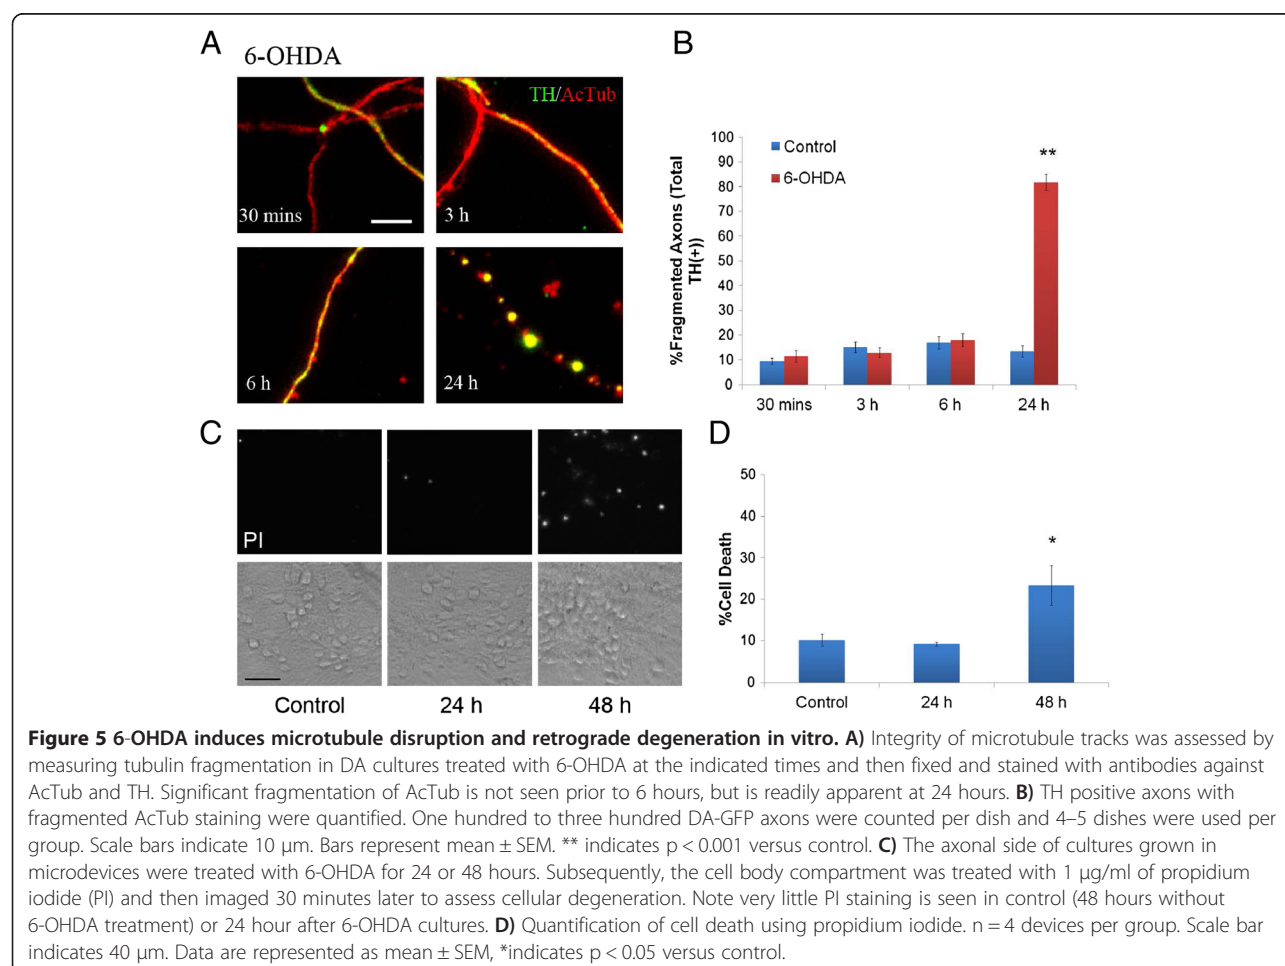 A
6-OHDA
TH/AcTub
30 mins
3 h
6 h
24 h
B
%Fragmented Axons (Total
TH(+))
100
90
80
70
60
50
40
30
20
10
0
Control
6-OHDA
**
30 mins
3 h
6 h
24 h
C
PI
Control
24 h
48 h
D
%Cell Death
50
40
30
20
10
0
*
Control
24 h
48 h
Figure 5 6-OHDA induces microtubule disruption and retrograde degeneration in vitro. A) Integrity of microtubule tracks was assessed by
measuring tubulin fragmentation in DA cultures treated with 6-OHDA at the indicated times and then fixed and stained with antibodies against
AcTub and TH. Significant fragmentation of AcTub is not seen prior to 6 hours, but is readily apparent at 24 hours. B) TH positive axons with
fragmented AcTub staining were quantified. One hundred to three hundred DA-GFP axons were counted per dish and 4–5 dishes were used per
group. Scale bars indicate 10 μm. Bars represent mean ± SEM. ** indicates p < 0.001 versus control. C) The axonal side of cultures grown in
microdevices were treated with 6-OHDA for 24 or 48 hours. Subsequently, the cell body compartment was treated with 1 μg/ml of propidium
iodide (PI) and then imaged 30 minutes later to assess cellular degeneration. Note very little PI staining is seen in control (48 hours without
6-OHDA treatment) or 24 hour after 6-OHDA cultures. D) Quantification of cell death using propidium iodide. n = 4 devices per group. Scale bar
indicates 40 μm. Data are represented as mean ± SEM, *indicates p < 0.05 versus control.